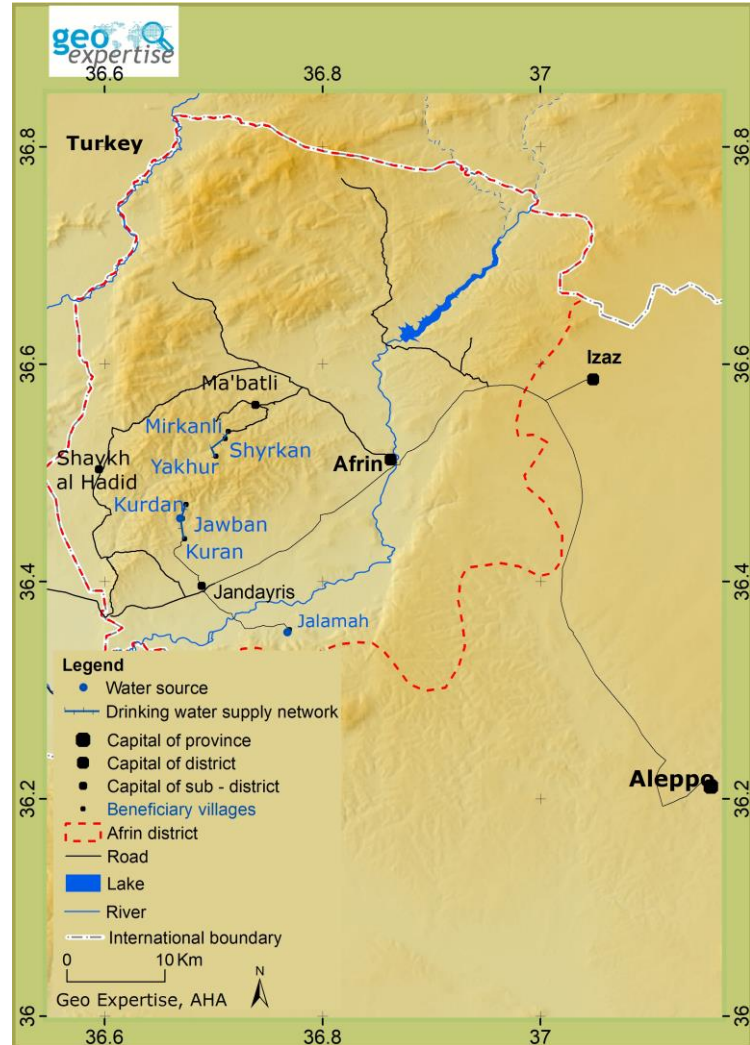 geo
expertise
36.6 36.8 37
36.8 36.8
Turkey
36.6 36.6
Izaz
Ma'batli
Mirkanli
Shyrkan
Shaykh
al Hadid
Yakhur
Afrin
Kurdan
Jawban
Kuran
36.4 36.4
Jandayris
Jalamah
Legend
Water source
Drinking water supply network
Capital of province
Capital of district
Capital of sub - district
Beneficiary villages
Afrin district
Road
Lake
River
International boundary
0 10 Km
Geo Expertise, AHA
N
Aleppo
36.2 36.2
36 36
36.6 36.8 37